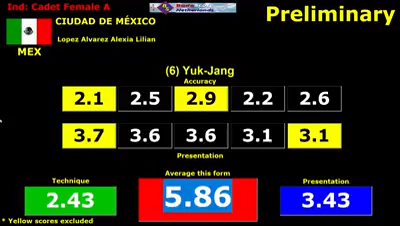 Ind: Cadet Female A
Preliminary
CIUDAD DE MÉXICO
Lopez Alvarez Alexia Lilian
MEX
(6) Yuk-Jang
Accuracy
2.1 2.5 2.9 2.2 2.6
3.7 3.6 3.6 3.1 3.1
Presentation
Technique Average this form Presentation
2.43 5.86 3.43
* Yellow scores excluded